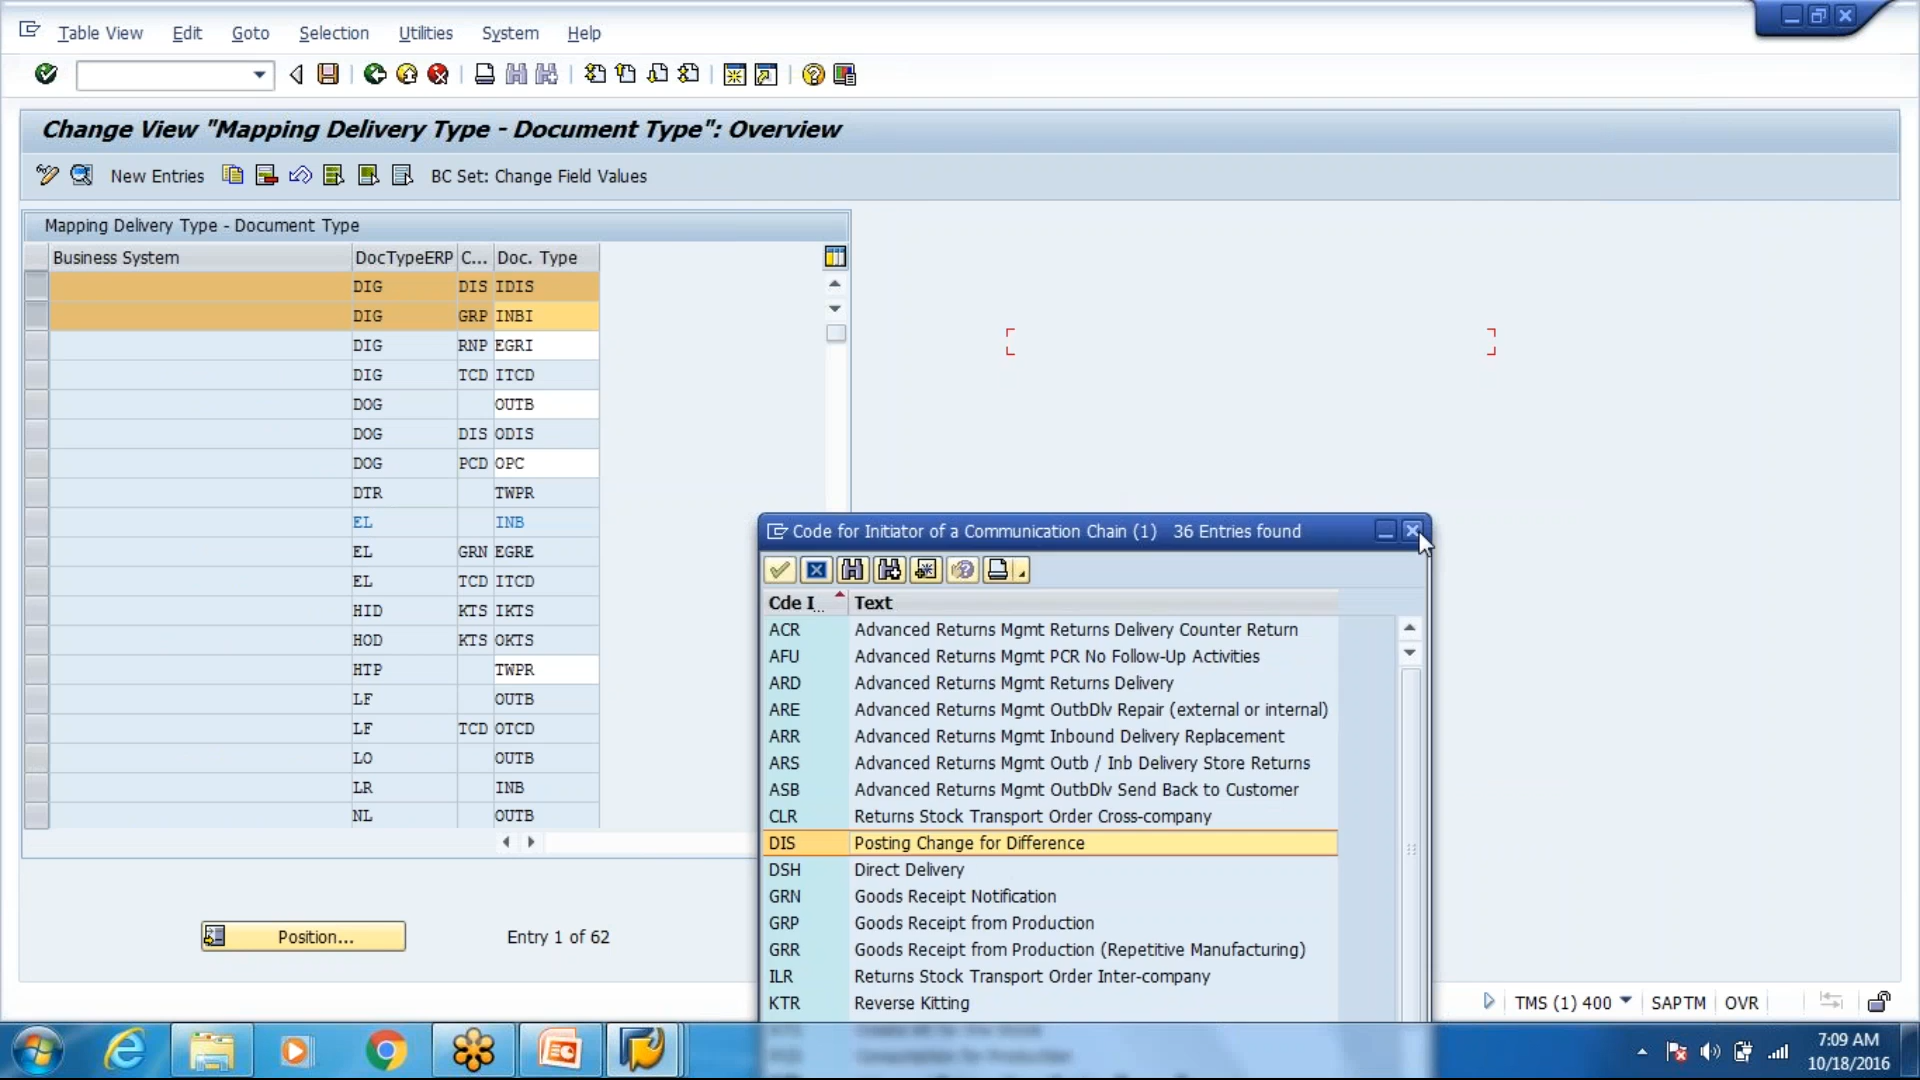 Table View Edit Goto Selection Utilities System Help
Change View "Mapping Delivery Type - Document Type": Overview
New Entries BC Set: Change Field Values
Mapping Delivery Type - Document Type
Business System DocTypeERP C... Doc. Type
DIG DIS IDIS
DIG GRP INBI
DIG RNP EGRI
DIG TCD ITCD
DOG OUTB
DOG DIS ODIS
DOG PCD OPC
DTR TWPR
EL INB
EL GRN EGRE
EL TCD ITCD
HID KTS IKTS
HOD KTS OKTS
HTP TWPR
LF OUTB
LF TCD OTCD
LO OUTB
LR INB
NL OUTB
Position... Entry 1 of 62
Code for Initiator of a Communication Chain (1) 36 Entries found
Cde I... Text
ACR Advanced Returns Mgmt Returns Delivery Counter Return
AFU Advanced Returns Mgmt PCR No Follow-Up Activities
ARD Advanced Returns Mgmt Returns Delivery
ARE Advanced Returns Mgmt OutbDlv Repair (external or internal)
ARR Advanced Returns Mgmt Inbound Delivery Replacement
ARS Advanced Returns Mgmt Outb / Inb Delivery Store Returns
ASB Advanced Returns Mgmt OutbDlv Send Back to Customer
CLR Returns Stock Transport Order Cross-company
DIS Posting Change for Difference
DSH Direct Delivery
GRN Goods Receipt Notification
GRP Goods Receipt from Production
GRR Goods Receipt from Production (Repetitive Manufacturing)
ILR Returns Stock Transport Order Inter-company
KTR Reverse Kitting
TMS (1) 400 SAPTM OVR
7:09 AM
10/18/2016